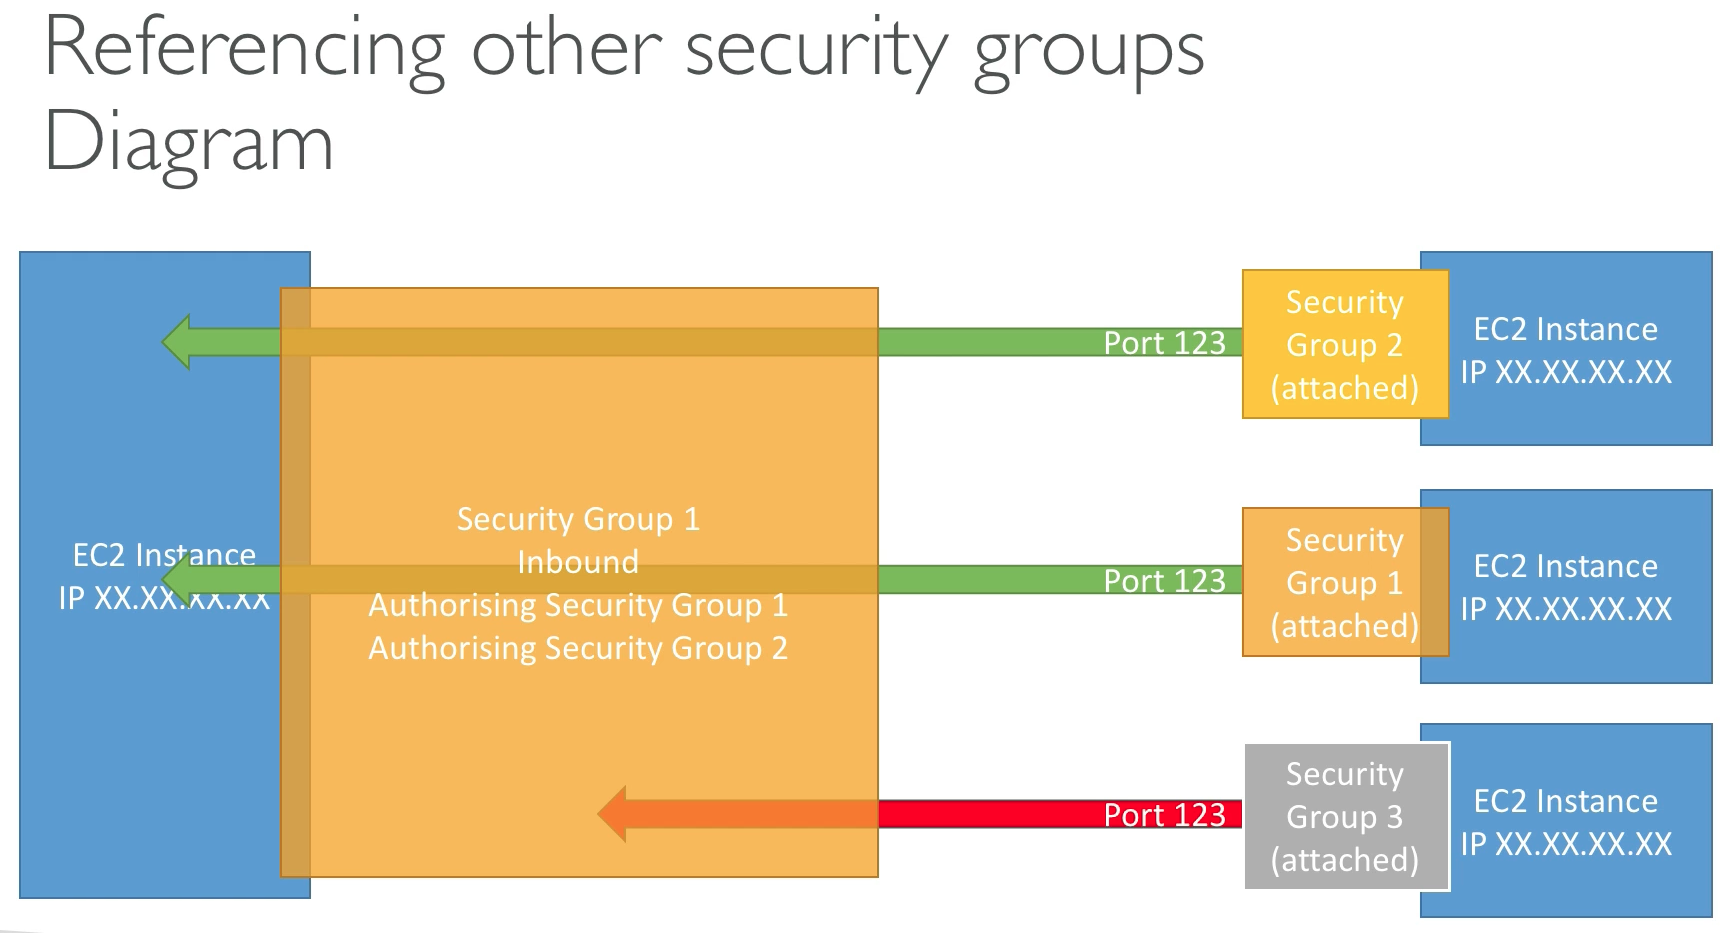 Referencing other security groups
Diagram
EC2 Instance
IP XX.XX.XX.XX
Security Group 1
Inbound
Authorising Security Group 1
Authorising Security Group 2
Port 123
Security
Group 2
(attached)
EC2 Instance
IP XX.XX.XX.XX
Port 123
Security
Group 1
(attached)
EC2 Instance
IP XX.XX.XX.XX
Port 123
Security
Group 3
(attached)
EC2 Instance
IP XX.XX.XX.XX